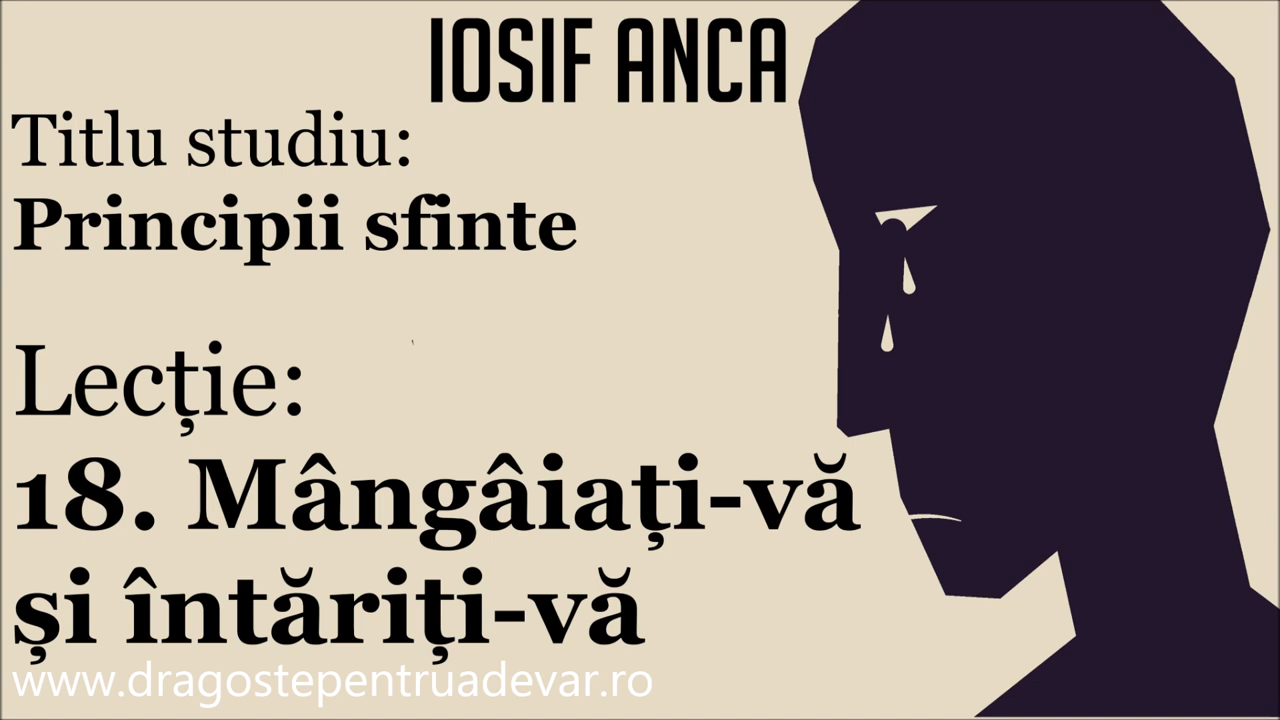 IOSIF ANCA
Titlu studiu:
Principii sfinte
Lecție:
18. Mângâiați-vă
și întăriți-vă
www.dragostepentruadevar.ro